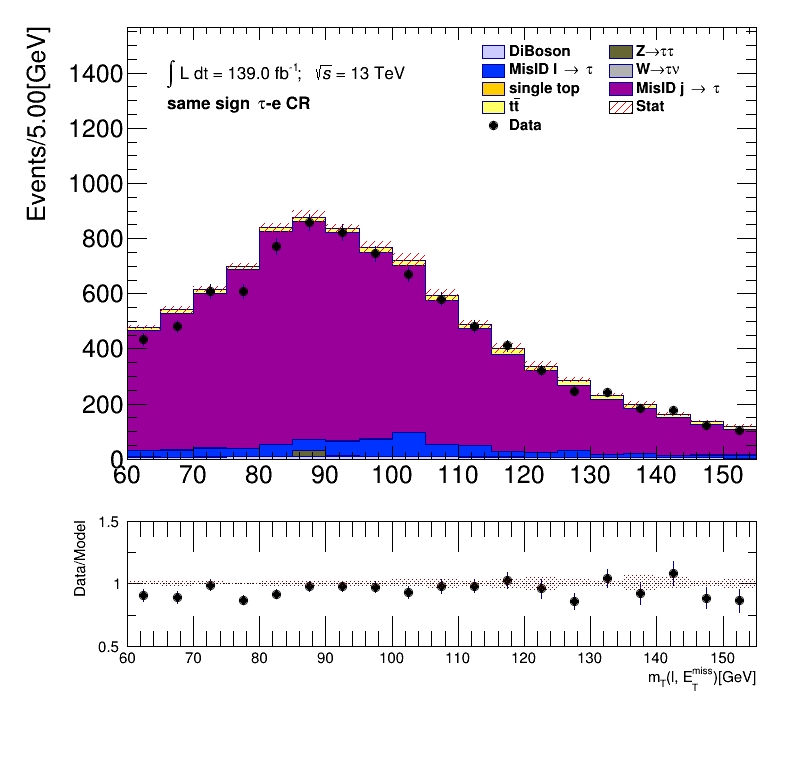 Events/5.00[GeV]
1400
1200
1000
800
600
400
200
0
∫ L dt = 139.0 fb⁻¹; √s = 13 TeV
same sign τ-e CR
DiBoson
MisID l → τ
single top
tt̄
Data
Z→ττ
W→τν
MisID j → τ
Stat
60 70 80 90 100 110 120 130 140 150
Data/Model
1.5
1
0.5
60 70 80 90 100 110 120 130 140 150
m_T(l, E_T^miss)[GeV]